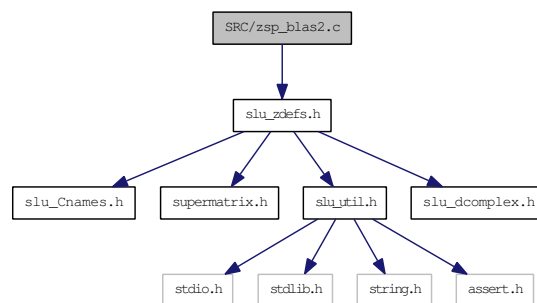 SRC/zsp_blas2.c
slu_zdefs.h
slu_Cnames.h supermatrix.h slu_util.h slu_dcomplex.h
stdio.h stdlib.h string.h assert.h